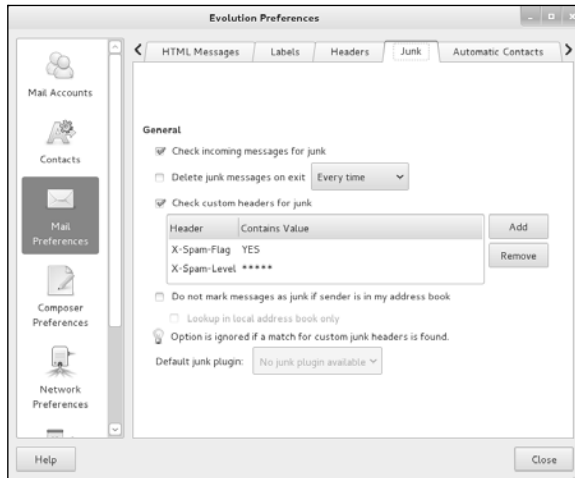 Evolution Preferences
Mail Accounts
Contacts
Mail
Preferences
Composer
Preferences
Network
Preferences
HTML Messages Labels Headers Junk Automatic Contacts
General
Check incoming messages for junk
Delete junk messages on exit Every time
Check custom headers for junk
Header Contains Value
X-Spam-Flag YES
X-Spam-Level *****
Add
Remove
Do not mark messages as junk if sender is in my address book
Lookup in local address book only
Option is ignored if a match for custom junk headers is found.
Default junk plugin: No junk plugin available
Help Close